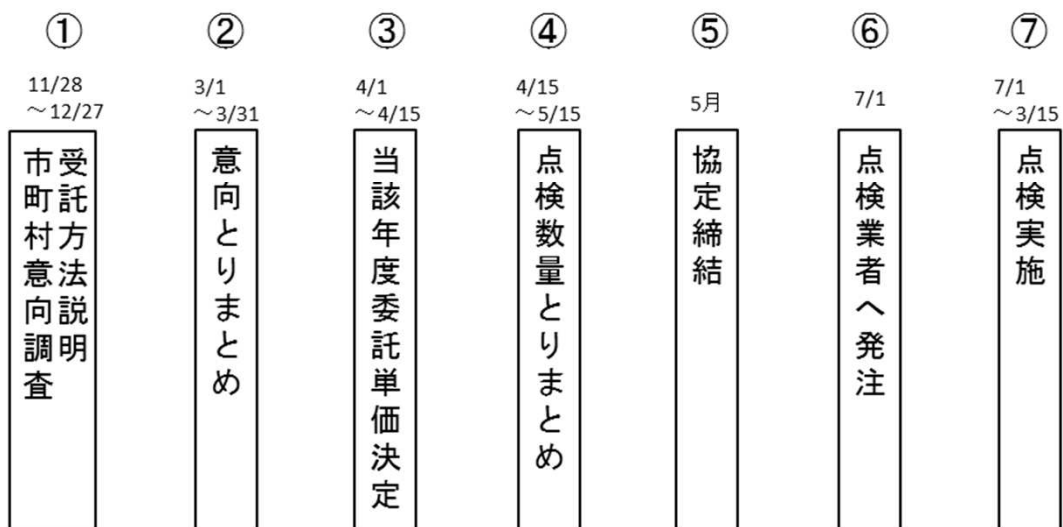 ①
11/28
～12/27
受託方法説明
市町村意向調査
②
3/1
～3/31
意向とりまとめ
③
4/1
～4/15
当該年度委託単価決定
④
4/15
～5/15
点検数量とりまとめ
⑤
5月
協定締結
⑥
7/1
点検業者へ発注
⑦
7/1
～3/15
点検実施